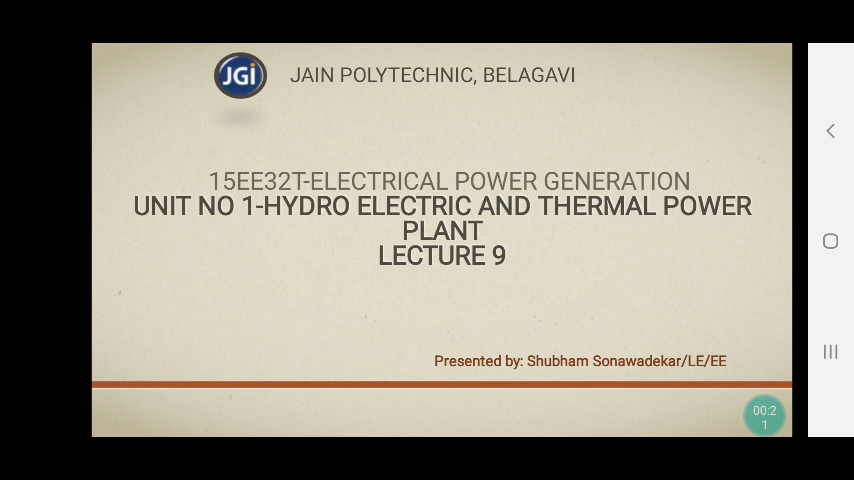 JGi
JAIN POLYTECHNIC, BELAGAVI
15EE32T-ELECTRICAL POWER GENERATION
UNIT NO 1-HYDRO ELECTRIC AND THERMAL POWER
PLANT
LECTURE 9
Presented by: Shubham Sonawadekar/LE/EE
00:2
1